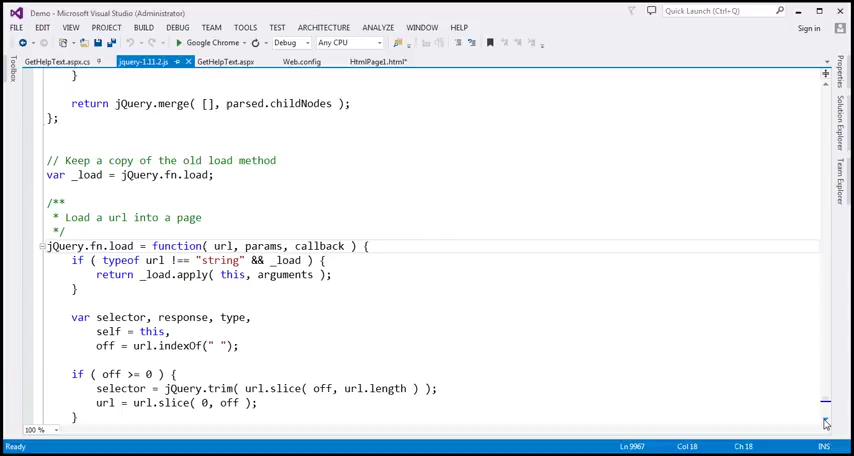 Demo - Microsoft Visual Studio (Administrator)
Quick Launch (Ctrl+Q)
FILE EDIT VIEW PROJECT BUILD DEBUG TEAM TOOLS TEST ARCHITECTURE ANALYZE WINDOW HELP
Sign in
Google Chrome Debug Any CPU
GetHelpText.aspx.cs jquery-1.11.2.js GetHelpText.aspx Web.config HtmlPage1.html*
Toolbox
Properties
Solution Explorer
Team Explorer
}
return jQuery.merge( [], parsed.childNodes );
};
// Keep a copy of the old load method
var _load = jQuery.fn.load;
/**
* Load a url into a page
*/
jQuery.fn.load = function( url, params, callback ) {
if ( typeof url !== "string" && _load ) {
return _load.apply( this, arguments );
}
var selector, response, type,
self = this,
off = url.indexOf(" ");
if ( off >= 0 ) {
selector = jQuery.trim( url.slice( off, url.length ) );
url = url.slice( 0, off );
}
100 %
Ready Ln 9967 Col 18 Ch 18 INS